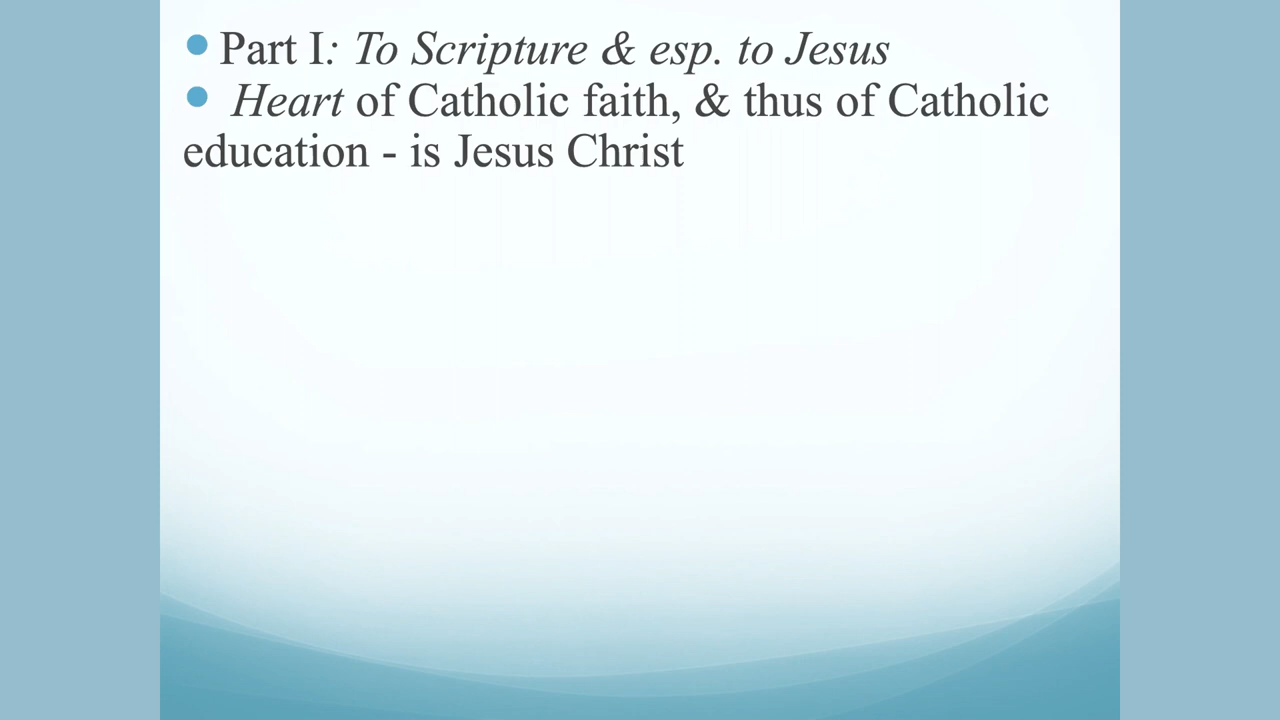 • Part I: To Scripture & esp. to Jesus
• Heart of Catholic faith, & thus of Catholic
education - is Jesus Christ